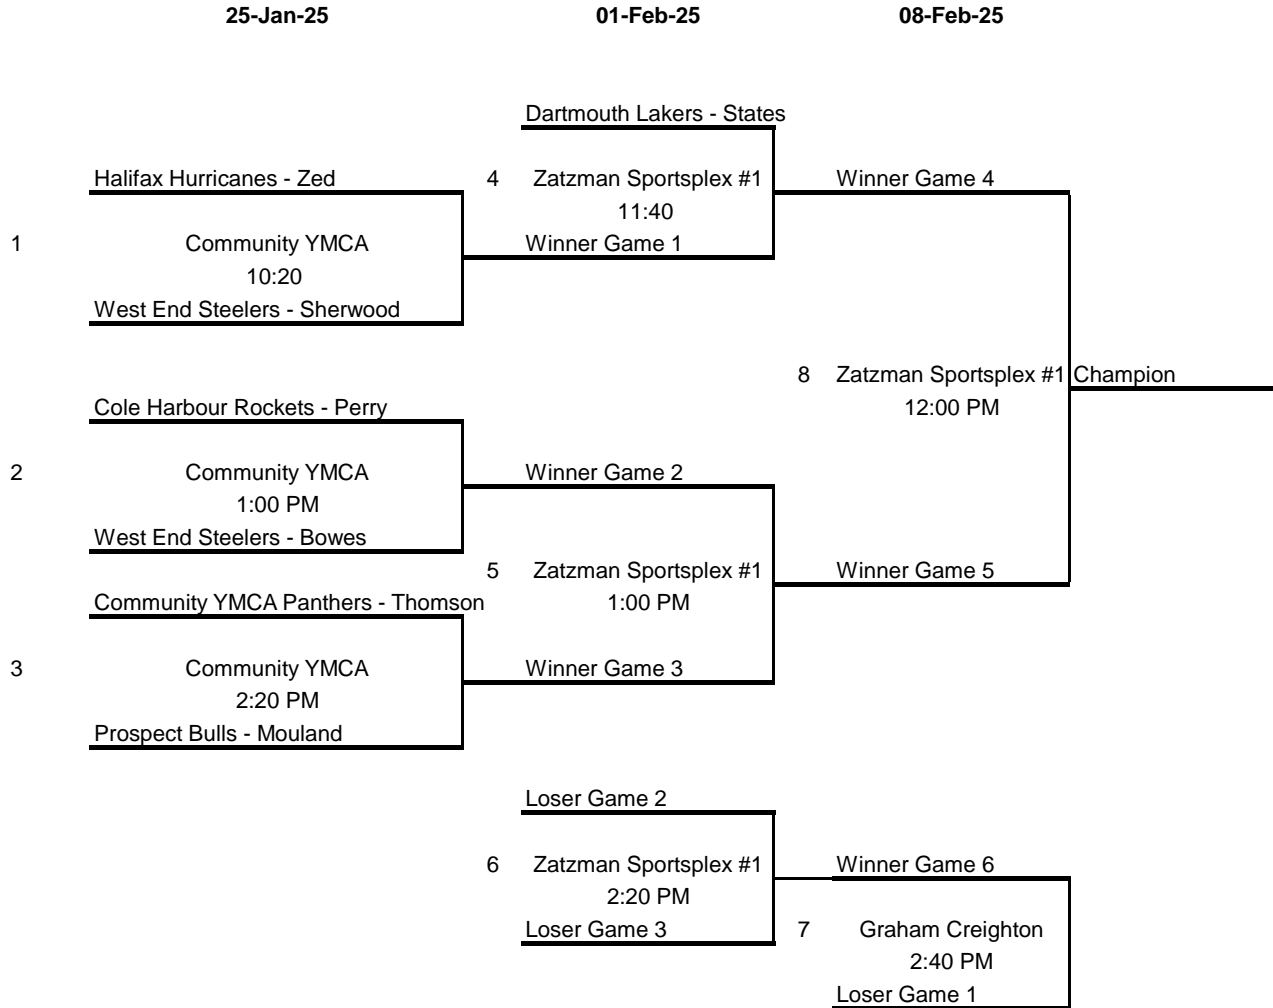 25-Jan-25 01-Feb-25 08-Feb-25
Dartmouth Lakers - States
Halifax Hurricanes - Zed 4 Zatzman Sportsplex #1 Winner Game 4
11:40
1 Community YMCA Winner Game 1
10:20
West End Steelers - Sherwood
8 Zatzman Sportsplex #1 Champion
Cole Harbour Rockets - Perry 12:00 PM
2 Community YMCA Winner Game 2
1:00 PM
West End Steelers - Bowes
5 Zatzman Sportsplex #1 Winner Game 5
Community YMCA Panthers - Thomson 1:00 PM
3 Community YMCA Winner Game 3
2:20 PM
Prospect Bulls - Mouland
Loser Game 2
6 Zatzman Sportsplex #1 Winner Game 6
2:20 PM
Loser Game 3 7 Graham Creighton
2:40 PM
Loser Game 1